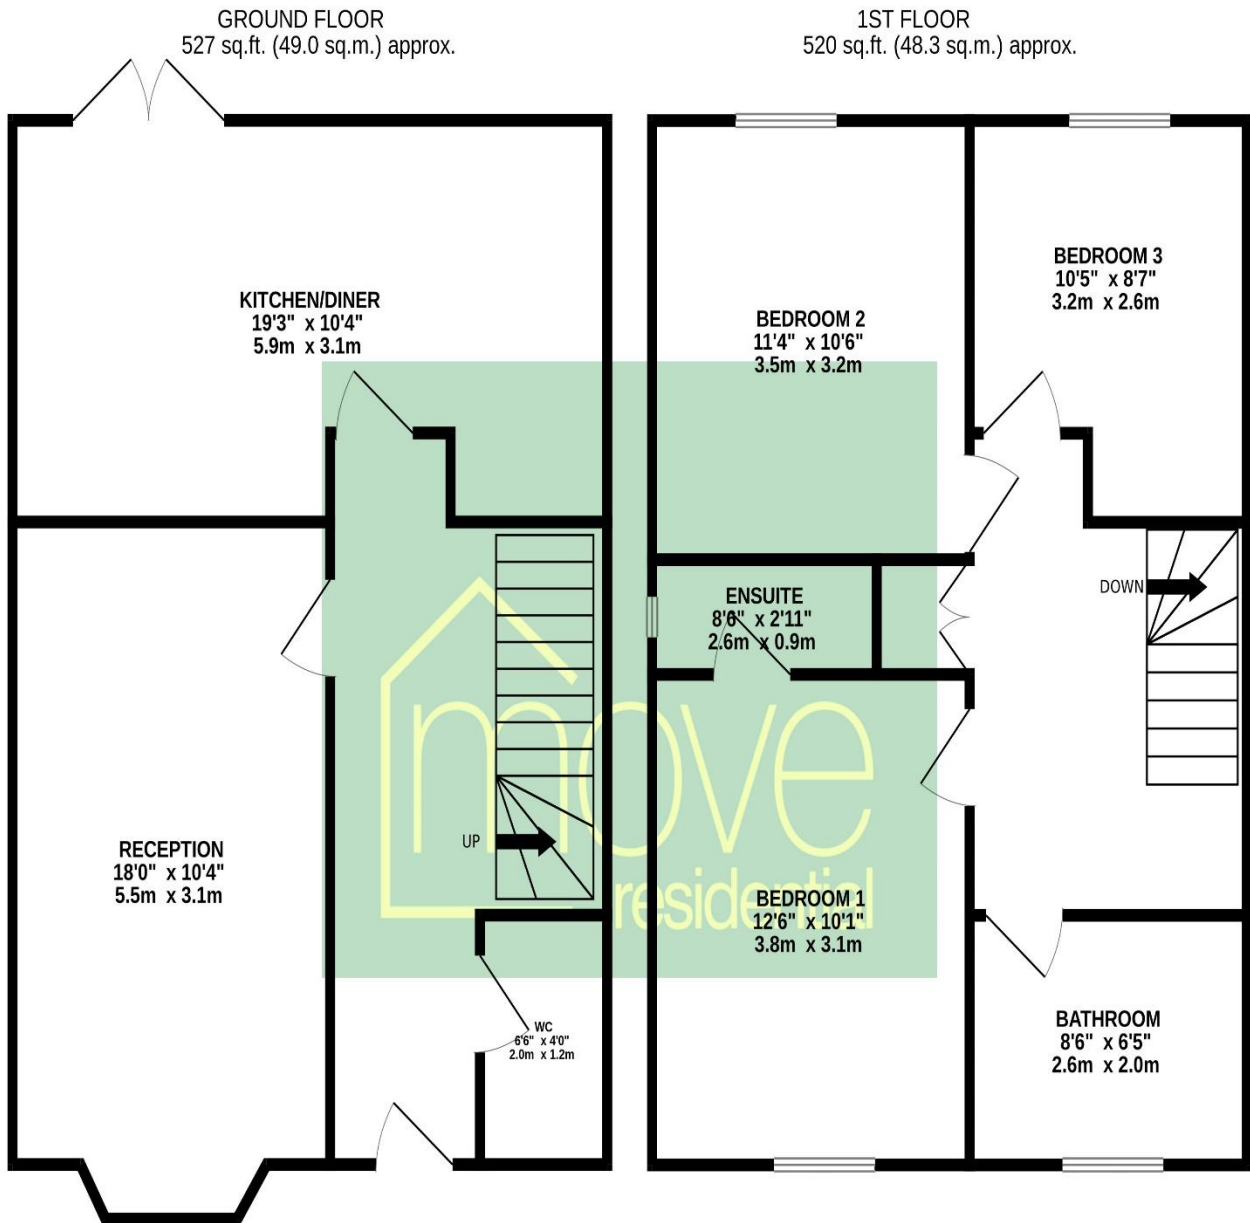 GROUND FLOOR
527 sq.ft. (49.0 sq.m.) approx.
1ST FLOOR
520 sq.ft. (48.3 sq.m.) approx.
KITCHEN/DINER
19'3" x 10'4"
5.9m x 3.1m
BEDROOM 2
11'4" x 10'6"
3.5m x 3.2m
BEDROOM 3
10'5" x 8'7"
3.2m x 2.6m
ENSUITE
8'6" x 2'11"
2.6m x 0.9m
DOWN
RECEPTION
18'0" x 10'4"
5.5m x 3.1m
UP
move
residential
BEDROOM 1
12'6" x 10'1"
3.8m x 3.1m
WC
6'6" x 4'0"
2.0m x 1.2m
BATHROOM
8'6" x 6'5"
2.6m x 2.0m